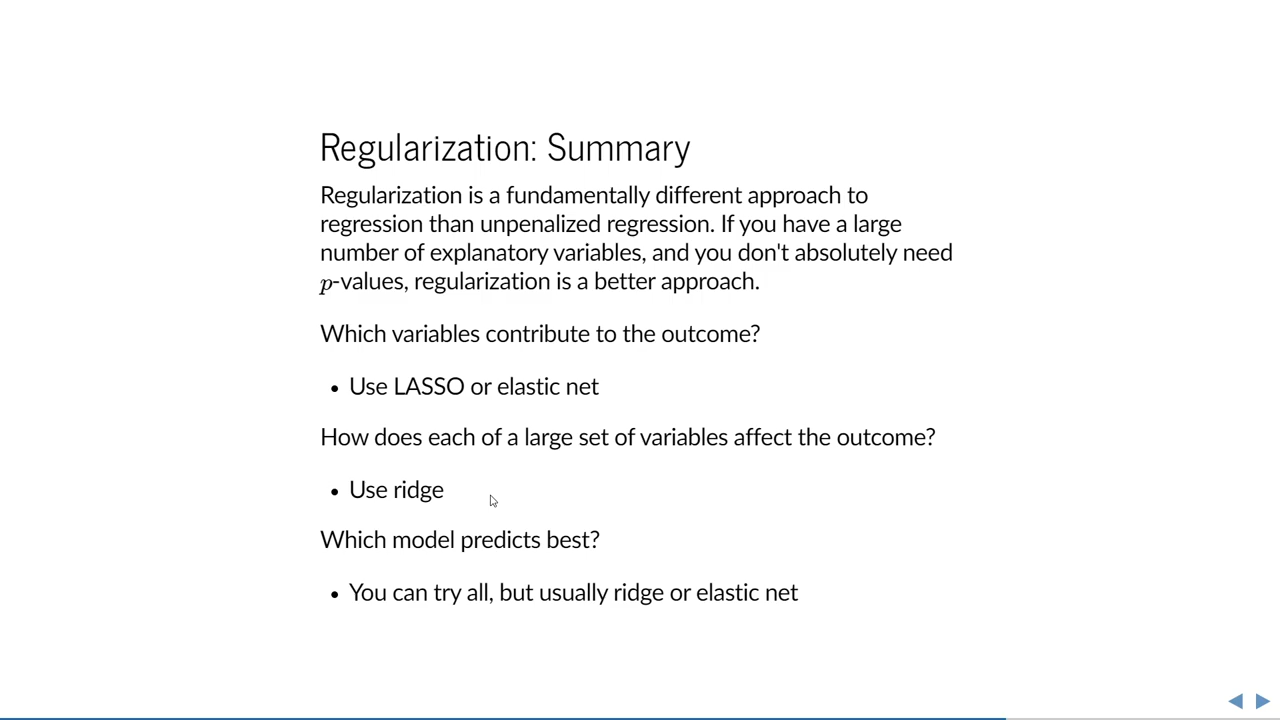 Regularization: Summary
Regularization is a fundamentally different approach to
regression than unpenalized regression. If you have a large
number of explanatory variables, and you don't absolutely need
p-values, regularization is a better approach.
Which variables contribute to the outcome?
• Use LASSO or elastic net
How does each of a large set of variables affect the outcome?
• Use ridge
Which model predicts best?
• You can try all, but usually ridge or elastic net